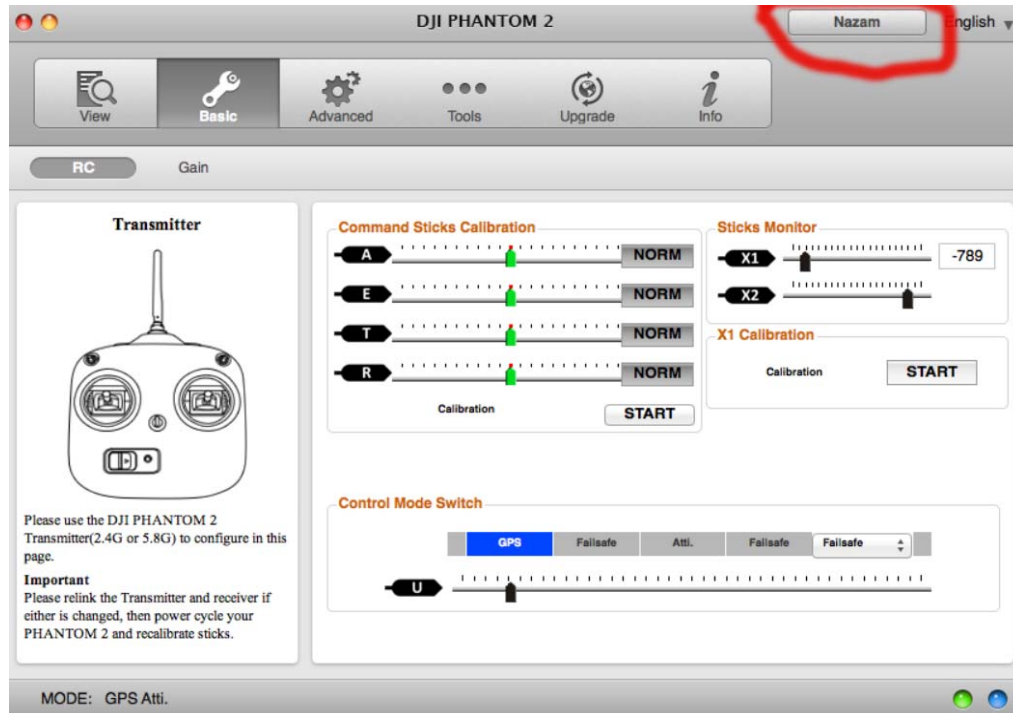 DJI PHANTOM 2
Nazam
English
View
Basic
Advanced
Tools
Upgrade
Info
RC
Gain
Transmitter
Please use the DJI PHANTOM 2
Transmitter(2.4G or 5.8G) to configure in this
page.
Important
Please relink the Transmitter and receiver if
either is changed, then power cycle your
PHANTOM 2 and recalibrate sticks.
Command Sticks Calibration
A NORM
E NORM
T NORM
R NORM
Calibration START
Sticks Monitor
X1 -789
X2
X1 Calibration
Calibration START
Control Mode Switch
GPS Failsafe Atti. Failsafe Failsafe
U
MODE: GPS Atti.